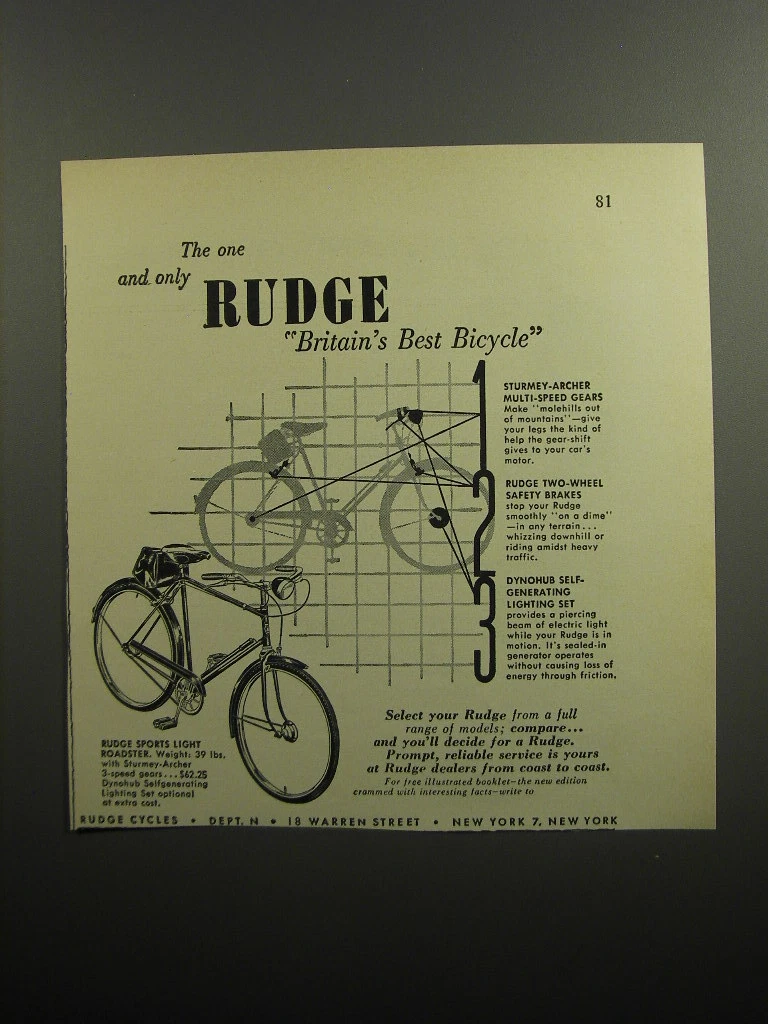 81
The one
and only
RUDGE
"Britain's Best Bicycle"
1
STURMEY-ARCHER
MULTI-SPEED GEARS
Make "molehills out
of mountains"—give
your legs the kind of
help the gear-shift
gives to your car's
motor.
2
RUDGE TWO-WHEEL
SAFETY BRAKES
stop your Rudge
smoothly "on a dime"
—in any terrain...
whizzing downhill or
riding amidst heavy
traffic.
3
DYNOHUB SELF-
GENERATING
LIGHTING SET
provides a piercing
beam of electric light
while your Rudge is in
motion. It's sealed-in
generator operates
without causing loss of
energy through friction.
RUDGE SPORTS LIGHT
ROADSTER. Weight: 39 lbs.
with Sturmey-Archer
3-speed gears...$62.25
Dynohub Selfgenerating
Lighting Set optional
at extra cost.
Select your Rudge from a full
range of models; compare...
and you'll decide for a Rudge.
Prompt, reliable service is yours
at Rudge dealers from coast to coast.
For free illustrated booklet—the new edition
crammed with interesting facts—write to
RUDGE CYCLES • DEPT. N • 18 WARREN STREET • NEW YORK 7, NEW YORK